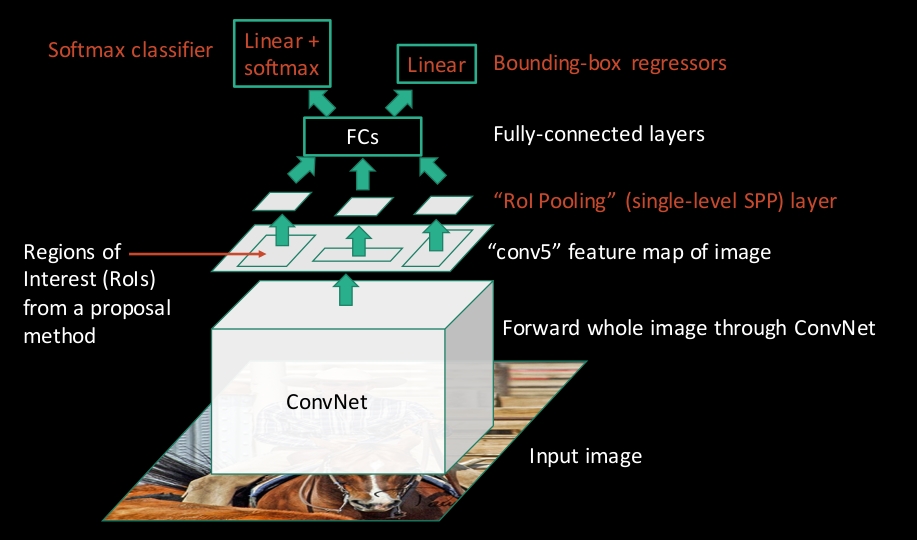 Softmax classifier
Linear +
softmax
Linear
Bounding-box regressors
FCs
Fully-connected layers
“RoI Pooling” (single-level SPP) layer
Regions of
Interest (RoIs)
from a proposal
method
“conv5” feature map of image
Forward whole image through ConvNet
ConvNet
Input image